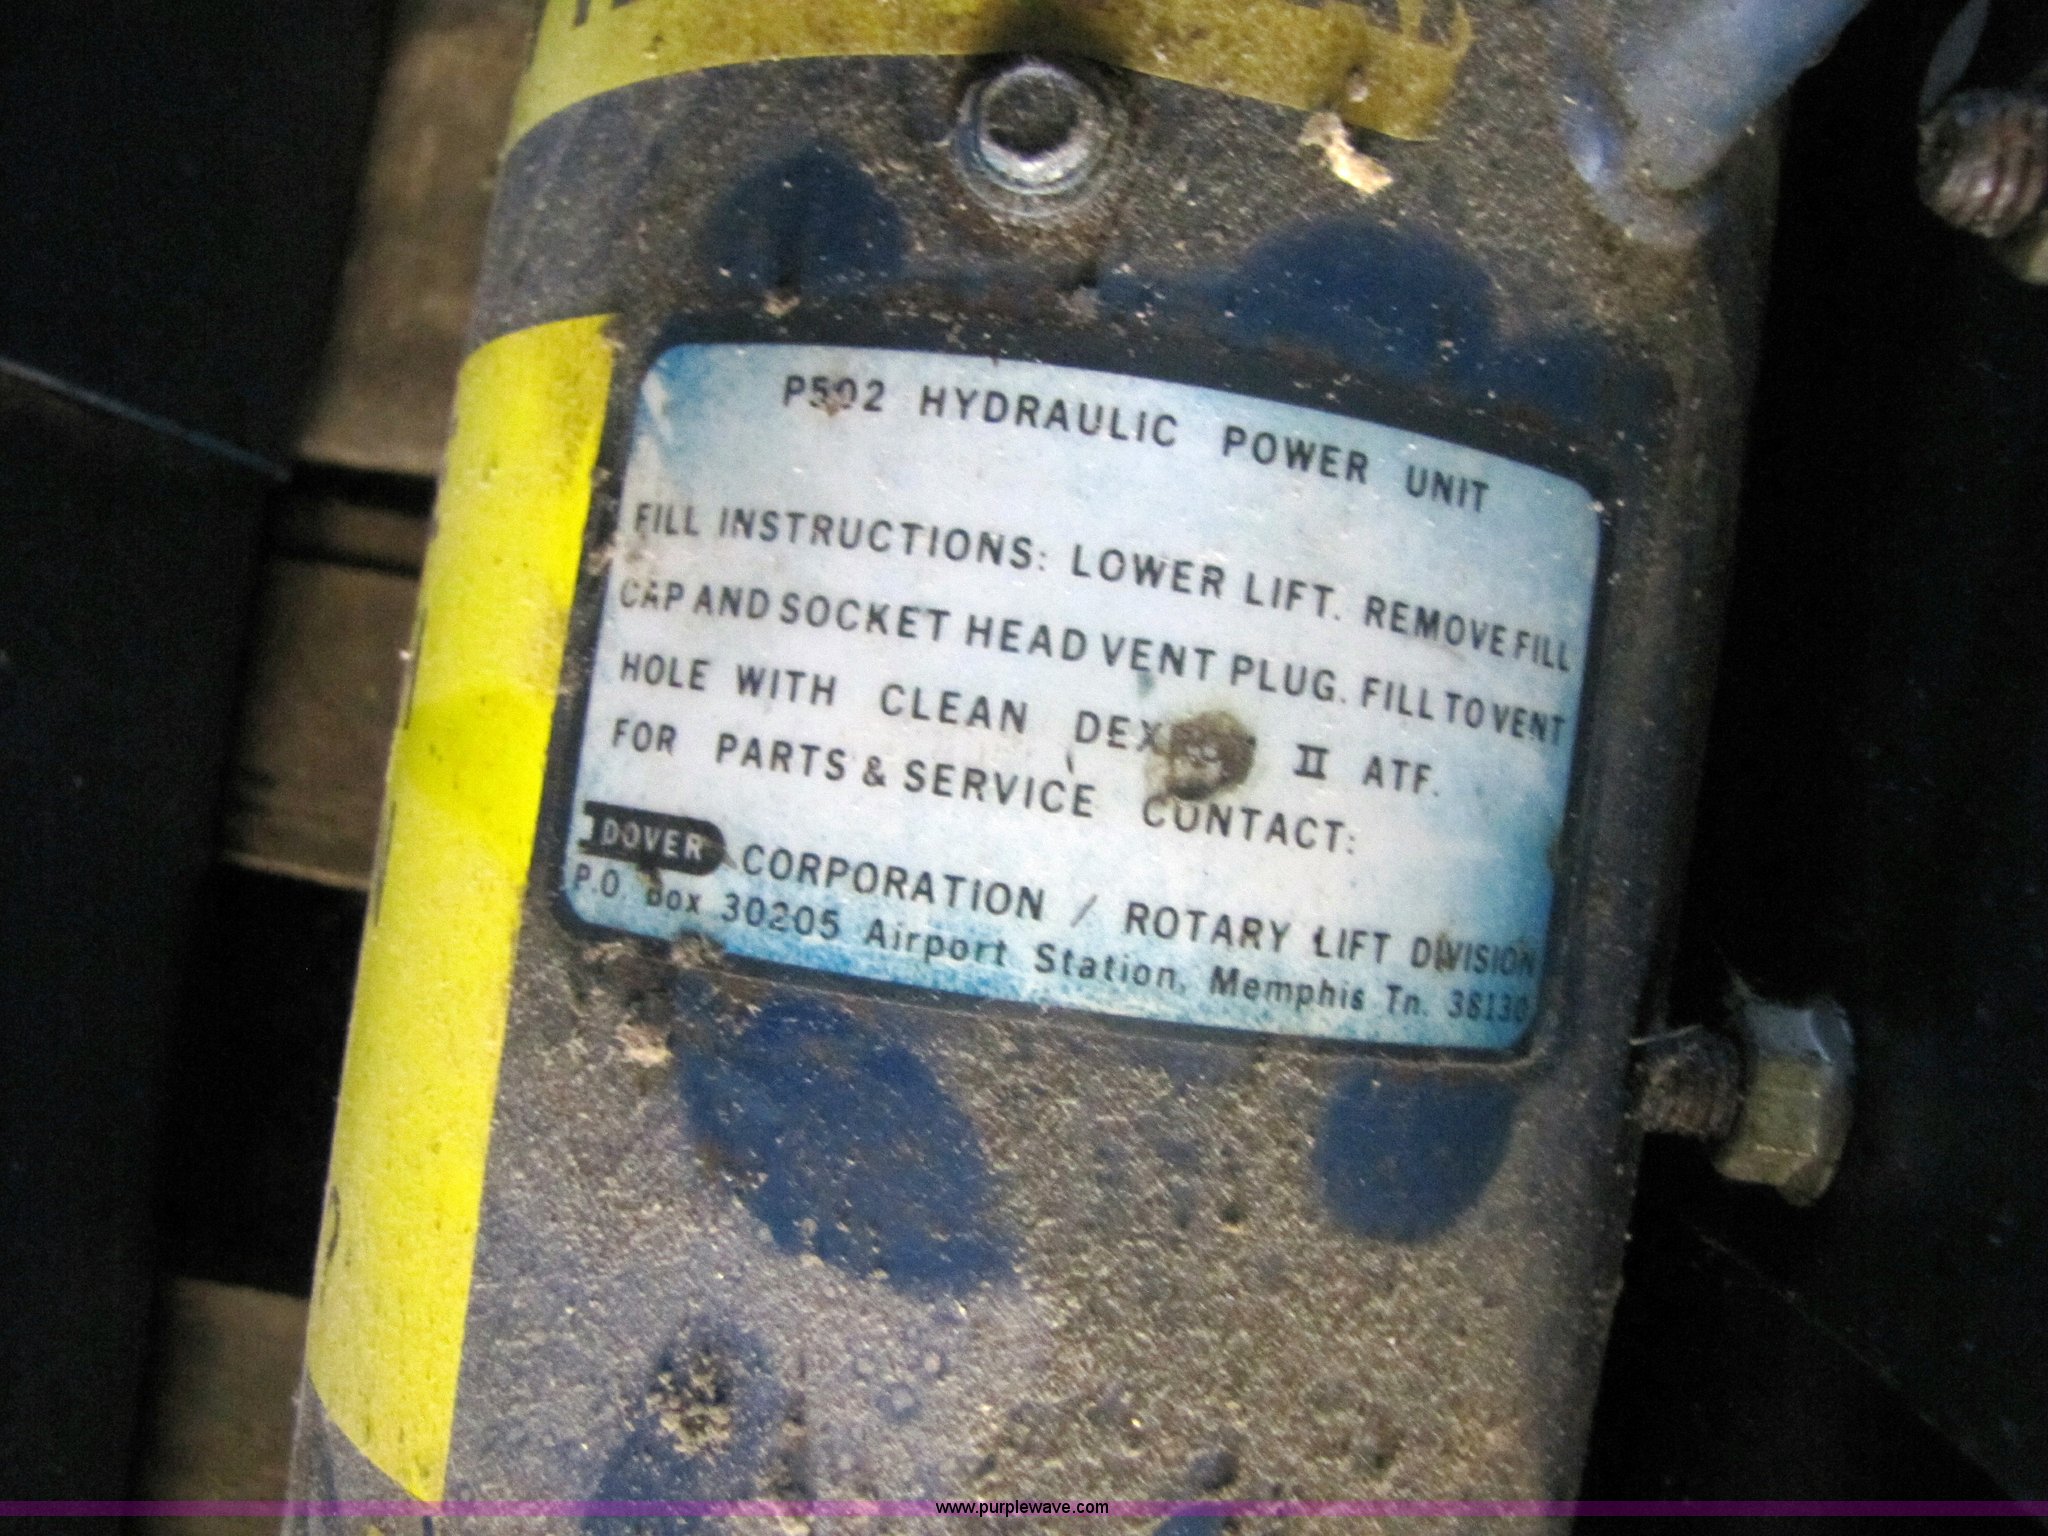 P502 HYDRAULIC POWER UNIT
FILL INSTRUCTIONS: LOWER LIFT. REMOVE FILL
CAP AND SOCKET HEAD VENT PLUG. FILL TO VENT
HOLE WITH CLEAN II ATF.
FOR PARTS & SERVICE CONTACT:
DOVER CORPORATION / ROTARY LIFT DIVISION
P.O. Box 30205 Airport Station, Memphis Tn. 38130
www.purplewave.com